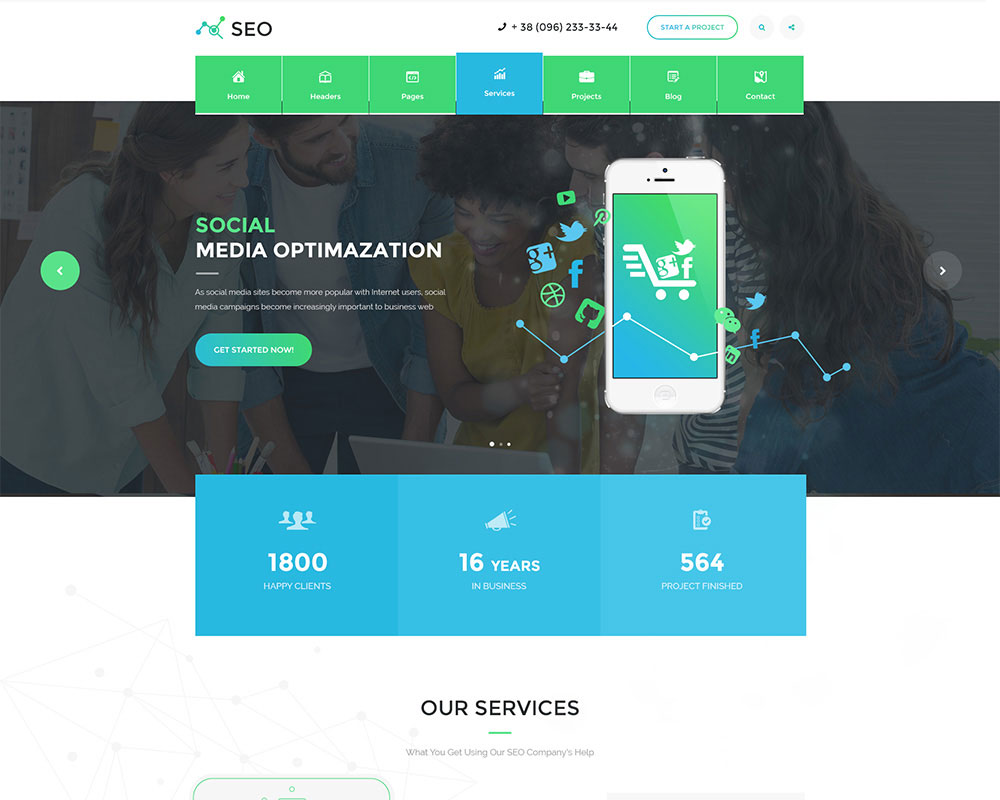 SEO
+ 38 (096) 233-33-44
START A PROJECT
Home
Headers
Pages
Services
Projects
Blog
Contact
SOCIAL
MEDIA OPTIMAZATION
As social media sites become more popular with Internet users, social
media campaigns become increasingly important to business web
GET STARTED NOW!
1800
HAPPY CLIENTS
16 YEARS
IN BUSINESS
564
PROJECT FINISHED
OUR SERVICES
What You Get Using Our SEO Company's Help